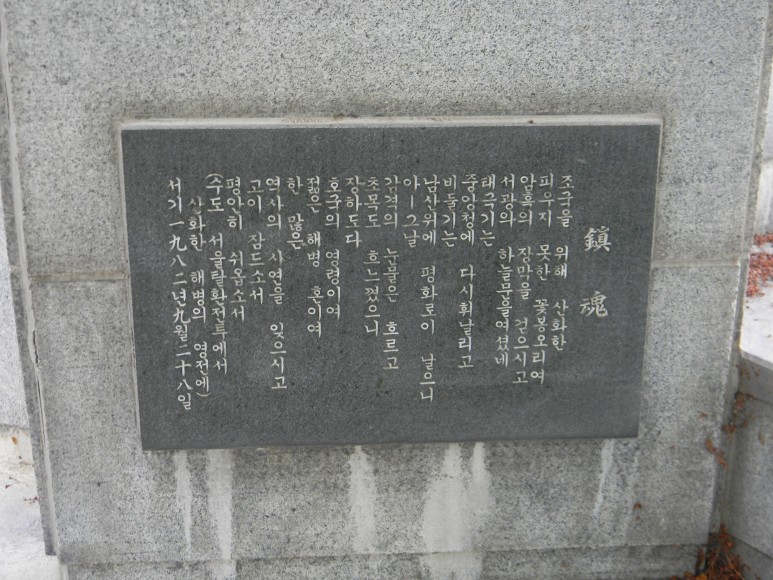 鎭魂
조국을 위해 산화한
피우지 못한 꽃봉오리여
암흑의 장막을 걷으시고
서광의 하늘문을여셨네
태극기는
중앙청에 다시휘날리고
비둘기는
남산위에 평화로이 날으니
아ー그날
감격의 눈물은 흐르고
초목도 흐느꼈으니
장하도다
호국의 영령이여
젊은 해병 혼이여
한 많은
역사의 사연을 잊으시고
고이 잠드소서
평안히 쉬옵소서
(수도 서울탈환전투에서
산화한 해병의 영전에)
서기一九八二년九월二十八일